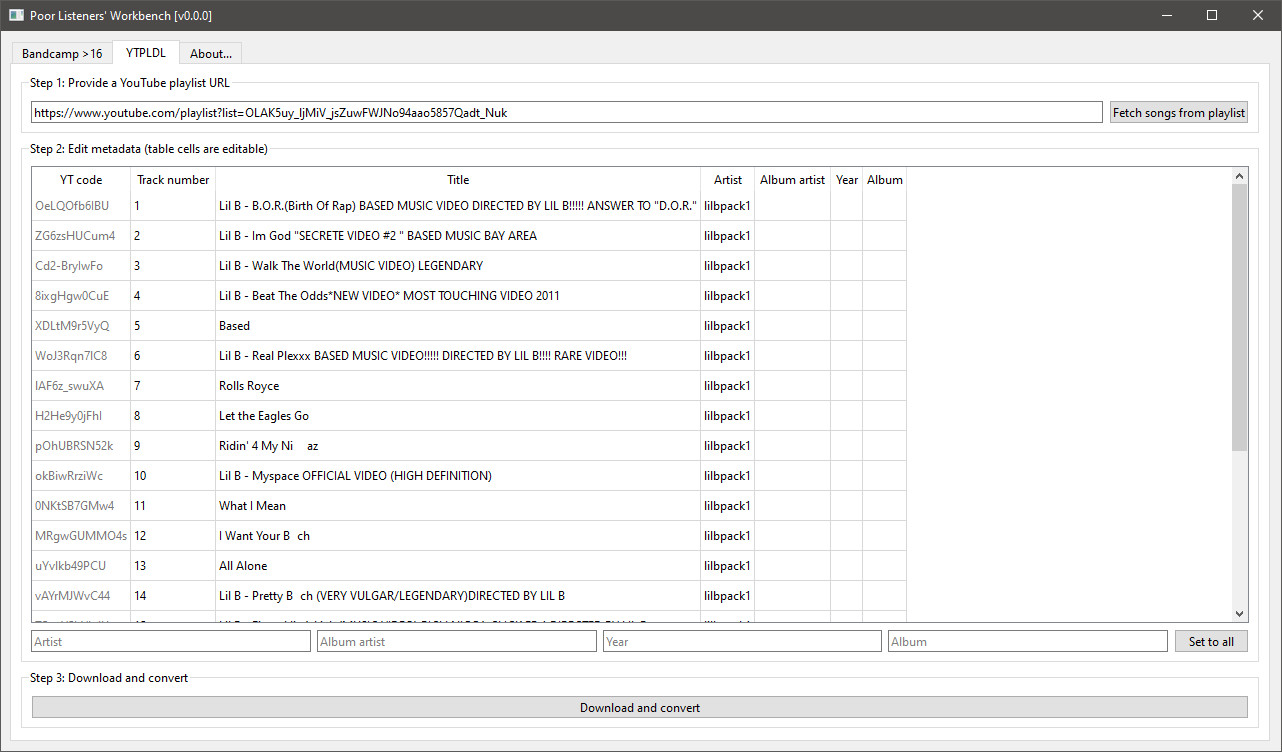 Poor Listeners' Workbench [v0.0.0]
Bandcamp >16 YTPLDL About...
Step 1: Provide a YouTube playlist URL
https://www.youtube.com/playlist?list=OLAK5uy_ljMiV_jsZuwFWJNo94aao5857Qadt_Nuk Fetch songs from playlist
Step 2: Edit metadata (table cells are editable)
YT code Track number Title Artist Album artist Year Album
OeLQOfb6IBU 1 Lil B - B.O.R.(Birth Of Rap) BASED MUSIC VIDEO DIRECTED BY LIL B!!!!! ANSWER TO "D.O.R." lilbpack1
ZG6zsHUCum4 2 Lil B - Im God "SECRETE VIDEO #2 " BASED MUSIC BAY AREA lilbpack1
Cd2-BrylwFo 3 Lil B - Walk The World(MUSIC VIDEO) LEGENDARY lilbpack1
8ixgHgw0CuE 4 Lil B - Beat The Odds*NEW VIDEO* MOST TOUCHING VIDEO 2011 lilbpack1
XDLtM9r5VyQ 5 Based lilbpack1
WoJ3Rqn7IC8 6 Lil B - Real Plexxx BASED MUSIC VIDEO!!!!! DIRECTED BY LIL B!!!! RARE VIDEO!!! lilbpack1
IAF6z_swuXA 7 Rolls Royce lilbpack1
H2He9y0jFhI 8 Let the Eagles Go lilbpack1
pOhUBRSN52k 9 Ridin' 4 My Ni az lilbpack1
okBiwRrziWc 10 Lil B - Myspace OFFICIAL VIDEO (HIGH DEFINITION) lilbpack1
0NKtSB7GMw4 11 What I Mean lilbpack1
MRgwGUMMO4s 12 I Want Your B ch lilbpack1
uYvIkb49PCU 13 All Alone lilbpack1
vAYrMJWvC44 14 Lil B - Pretty B ch (VERY VULGAR/LEGENDARY)DIRECTED BY LIL B lilbpack1
Artist Album artist Year Album Set to all
Step 3: Download and convert
Download and convert